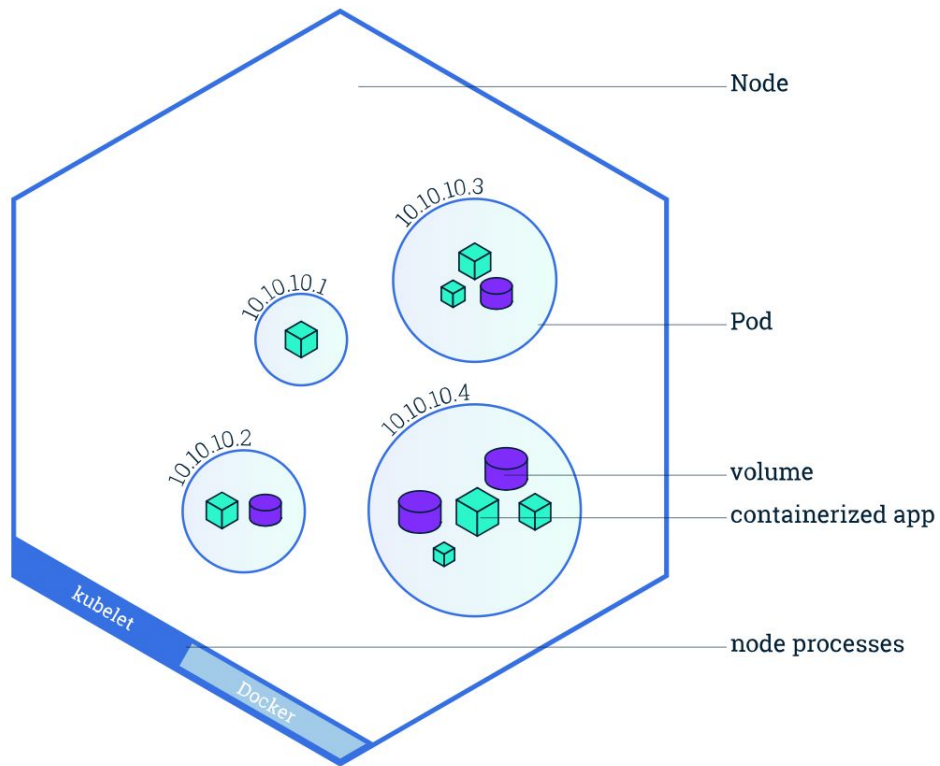 Node
10.10.10.3
10.10.10.1
Pod
10.10.10.4
10.10.10.2
volume
containerized app
kubelet
node processes
Docker